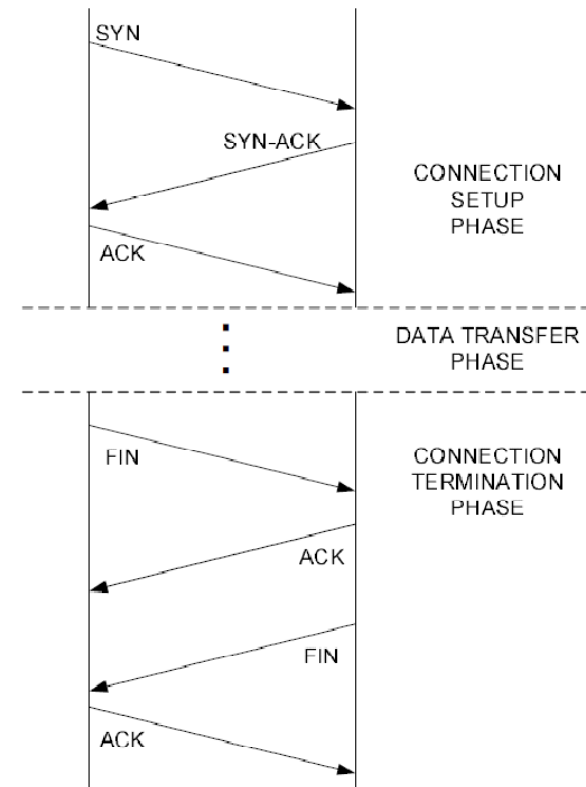 SYN
SYN-ACK
CONNECTION
SETUP
PHASE
ACK
DATA TRANSFER
PHASE
FIN
CONNECTION
TERMINATION
PHASE
ACK
FIN
ACK